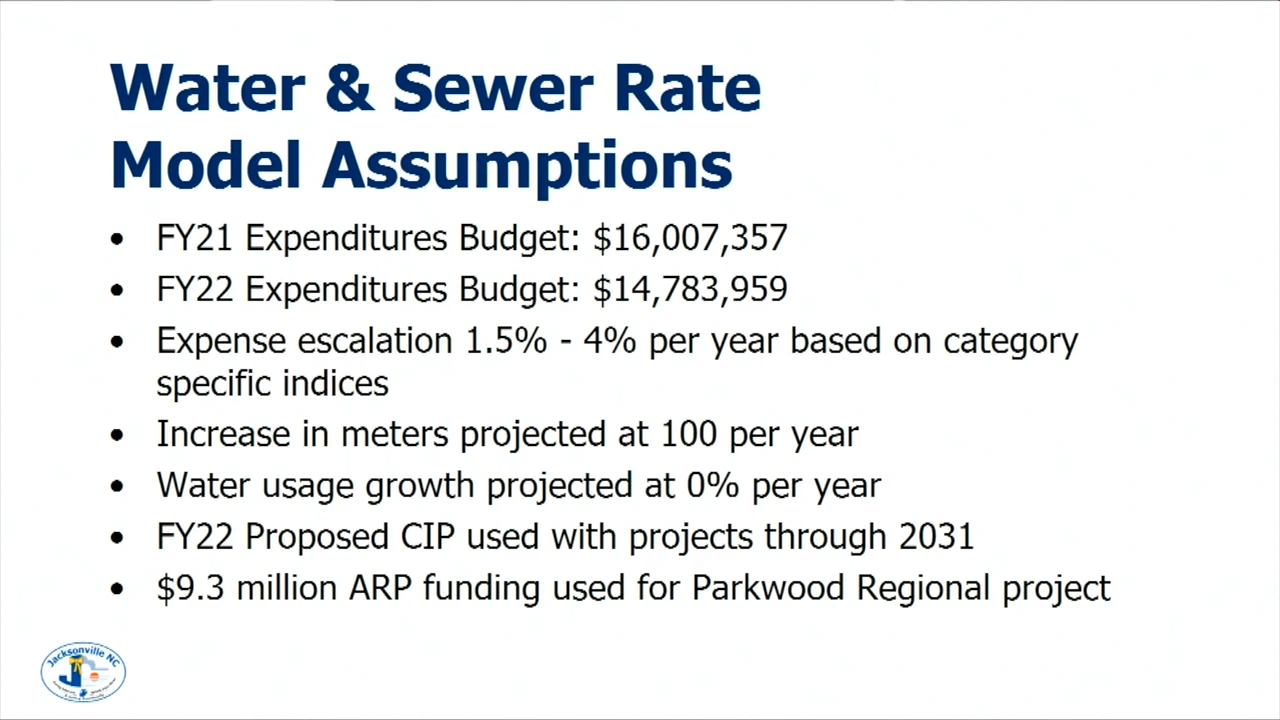 Water & Sewer Rate
Model Assumptions
• FY21 Expenditures Budget: $16,007,357
• FY22 Expenditures Budget: $14,783,959
• Expense escalation 1.5% - 4% per year based on category
specific indices
• Increase in meters projected at 100 per year
• Water usage growth projected at 0% per year
• FY22 Proposed CIP used with projects through 2031
• $9.3 million ARP funding used for Parkwood Regional project
Jacksonville NC